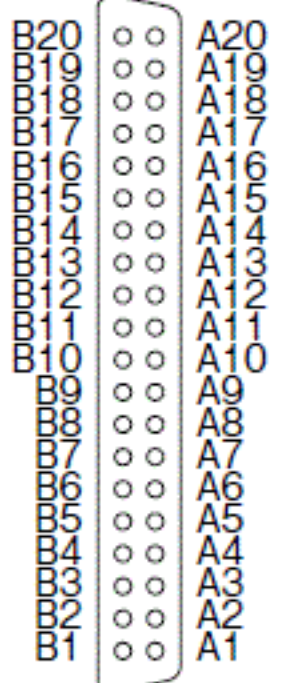 B20 A20
B19 A19
B18 A18
B17 A17
B16 A16
B15 A15
B14 A14
B13 A13
B12 A12
B11 A11
B10 A10
B9 A9
B8 A8
B7 A7
B6 A6
B5 A5
B4 A4
B3 A3
B2 A2
B1 A1